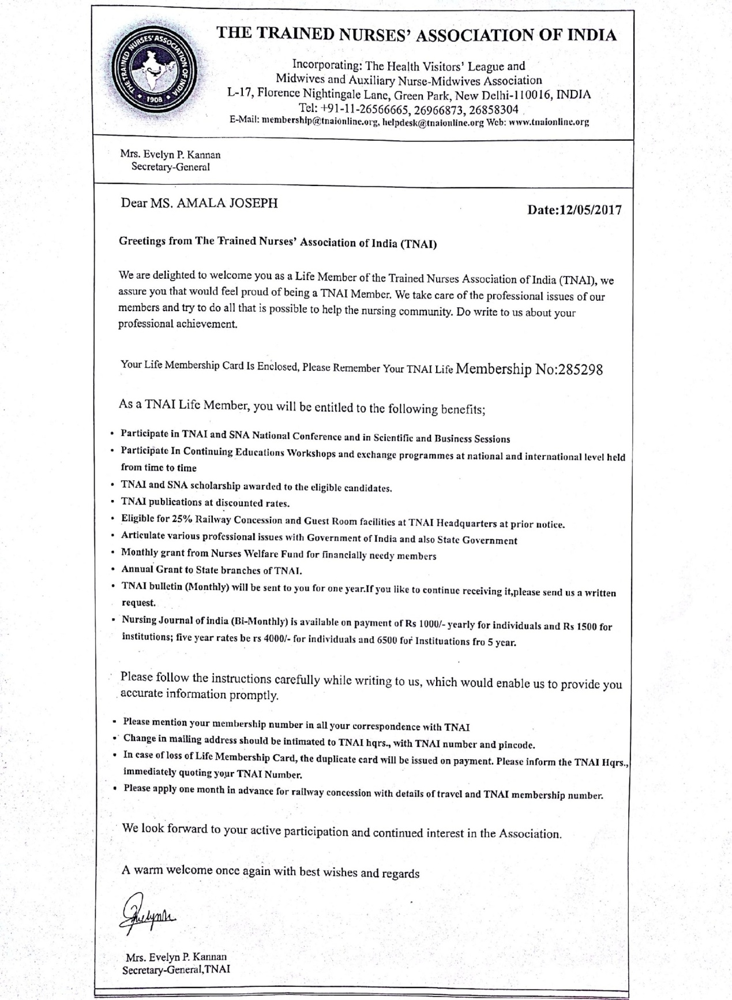 THE TRAINED NURSES' ASSOCIATION OF INDIA
THE TRAINED NURSES' ASSOCIATION OF INDIA
1908
Incorporating: The Health Visitors' League and
Midwives and Auxiliary Nurse-Midwives Association
L-17, Florence Nightingale Lane, Green Park, New Delhi-110016, INDIA
Tel: +91-11-26566665, 26966873, 26858304
E-Mail: membership@tnaionline.org, helpdesk@tnaionline.org Web: www.tnaionline.org
Mrs. Evelyn P. Kannan
Secretary-General
Dear MS. AMALA JOSEPH
Date:12/05/2017
Greetings from The Trained Nurses' Association of India (TNAI)
We are delighted to welcome you as a Life Member of the Trained Nurses Association of India (TNAI), we
assure you that would feel proud of being a TNAI Member. We take care of the professional issues of our
members and try to do all that is possible to help the nursing community. Do write to us about your
professional achievement.
Your Life Membership Card Is Enclosed, Please Remember Your TNAI Life Membership No:285298
As a TNAI Life Member, you will be entitled to the following benefits;
• Participate in TNAI and SNA National Conference and in Scientific and Business Sessions
• Participate In Continuing Educations Workshops and exchange programmes at national and international level held
from time to time
• TNAI and SNA scholarship awarded to the eligible candidates.
• TNAI publications at discounted rates.
• Eligible for 25% Railway Concession and Guest Room facilities at TNAI Headquarters at prior notice.
• Articulate various professional issues with Government of India and also State Government
• Monthly grant from Nurses Welfare Fund for financially needy members
• Annual Grant to State branches of TNAI.
• TNAI bulletin (Monthly) will be sent to you for one year.If you like to continue receiving it,please send us a written
request.
• Nursing Journal of india (Bi-Monthly) is available on payment of Rs 1000/- yearly for individuals and Rs 1500 for
institutions; five year rates be rs 4000/- for individuals and 6500 for Instituations fro 5 year.
Please follow the instructions carefully while writing to us, which would enable us to provide you
accurate information promptly.
• Please mention your membership number in all your correspondence with TNAI
• Change in mailing address should be intimated to TNAI hqrs., with TNAI number and pincode.
• In case of loss of Life Membership Card, the duplicate card will be issued on payment. Please inform the TNAI Hqrs.,
immediately quoting your TNAI Number.
• Please apply one month in advance for railway concession with details of travel and TNAI membership number.
We look forward to your active participation and continued interest in the Association.
A warm welcome once again with best wishes and regards
Mrs. Evelyn P. Kannan
Secretary-General,TNAI